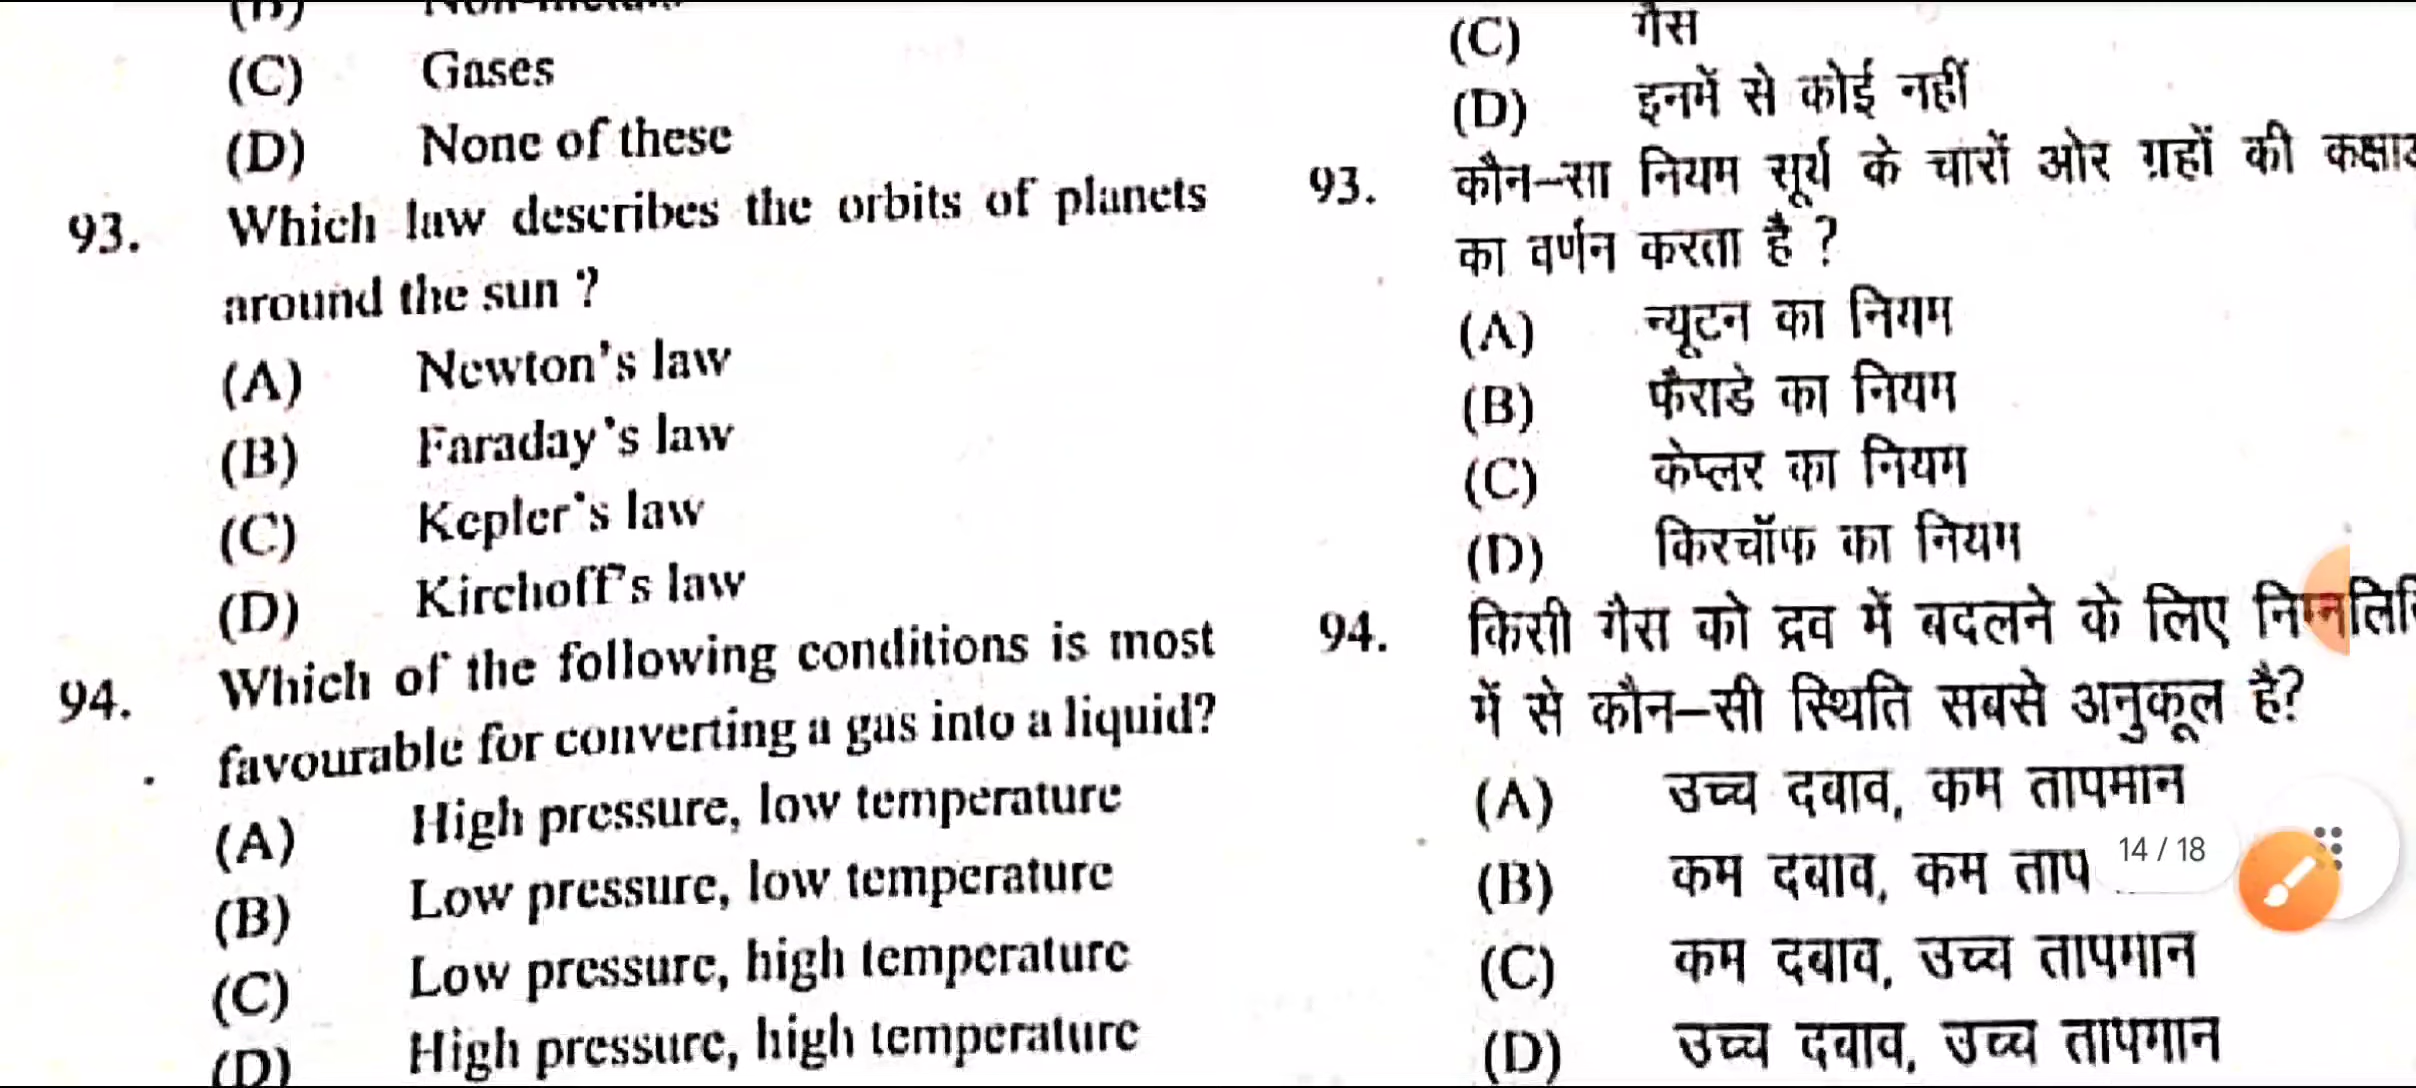 (C) Gases
(D) None of these
93. Which law describes the orbits of planets
around the sun ?
(A) Newton's law
(B) Faraday's law
(C) Kepler's law
(D) Kirchoff's law
94. Which of the following conditions is most
favourable for converting a gas into a liquid?
(A) High pressure, low temperature
(B) Low pressure, low temperature
(C) Low pressure, high temperature
(D) High pressure, high temperature
(C) गैस
(D) इनमें से कोई नहीं
93. कौन–सा नियम सूर्य के चारों ओर ग्रहों की
का वर्णन करता है ?
(A) न्यूटन का नियम
(B) फैराडे का नियम
(C) केप्लर का नियम
(D) किरचॉफ का नियम
94. किसी गैस को द्रव में बदलने के लिए
में से कौन–सी स्थिति सबसे अनुकूल है?
(A) उच्च दबाव, कम तापमान
(B) कम दबाव, कम
14 / 18
(C) कम दबाव, उच्च तापमान
(D) उच्च दबाव, उच्च तापमान